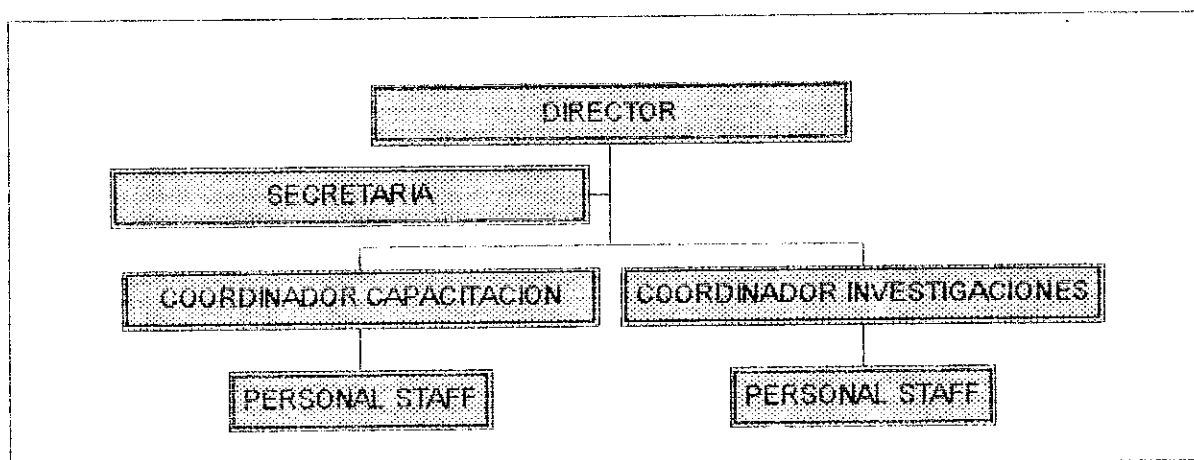 DIRECTOR
SECRETARIA
COORDINADOR CAPACITACION
COORDINADOR INVESTIGACIONES
PERSONAL STAFF
PERSONAL STAFF